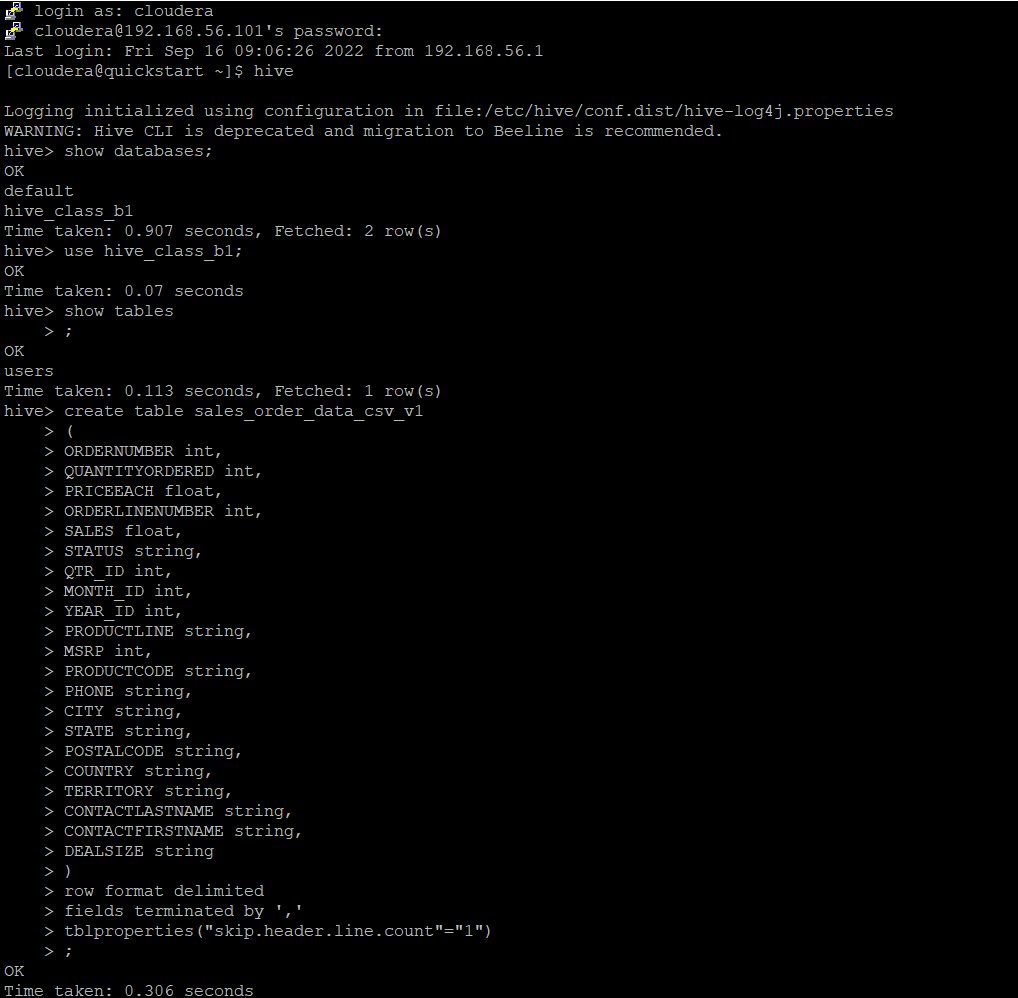 login as: cloudera
cloudera@192.168.56.101's password:
Last login: Fri Sep 16 09:06:26 2022 from 192.168.56.1
[cloudera@quickstart ~]$ hive

Logging initialized using configuration in file:/etc/hive/conf.dist/hive-log4j.properties
WARNING: Hive CLI is deprecated and migration to Beeline is recommended.
hive> show databases;
OK
default
hive_class_b1
Time taken: 0.907 seconds, Fetched: 2 row(s)
hive> use hive_class_b1;
OK
Time taken: 0.07 seconds
hive> show tables
    > ;
OK
users
Time taken: 0.113 seconds, Fetched: 1 row(s)
hive> create table sales_order_data_csv_v1
    > (
    > ORDERNUMBER int,
    > QUANTITYORDERED int,
    > PRICEEACH float,
    > ORDERLINENUMBER int,
    > SALES float,
    > STATUS string,
    > QTR_ID int,
    > MONTH_ID int,
    > YEAR_ID int,
    > PRODUCTLINE string,
    > MSRP int,
    > PRODUCTCODE string,
    > PHONE string,
    > CITY string,
    > STATE string,
    > POSTALCODE string,
    > COUNTRY string,
    > TERRITORY string,
    > CONTACTLASTNAME string,
    > CONTACTFIRSTNAME string,
    > DEALSIZE string
    > )
    > row format delimited
    > fields terminated by ','
    > tblproperties("skip.header.line.count"="1")
    > ;
OK
Time taken: 0.306 seconds